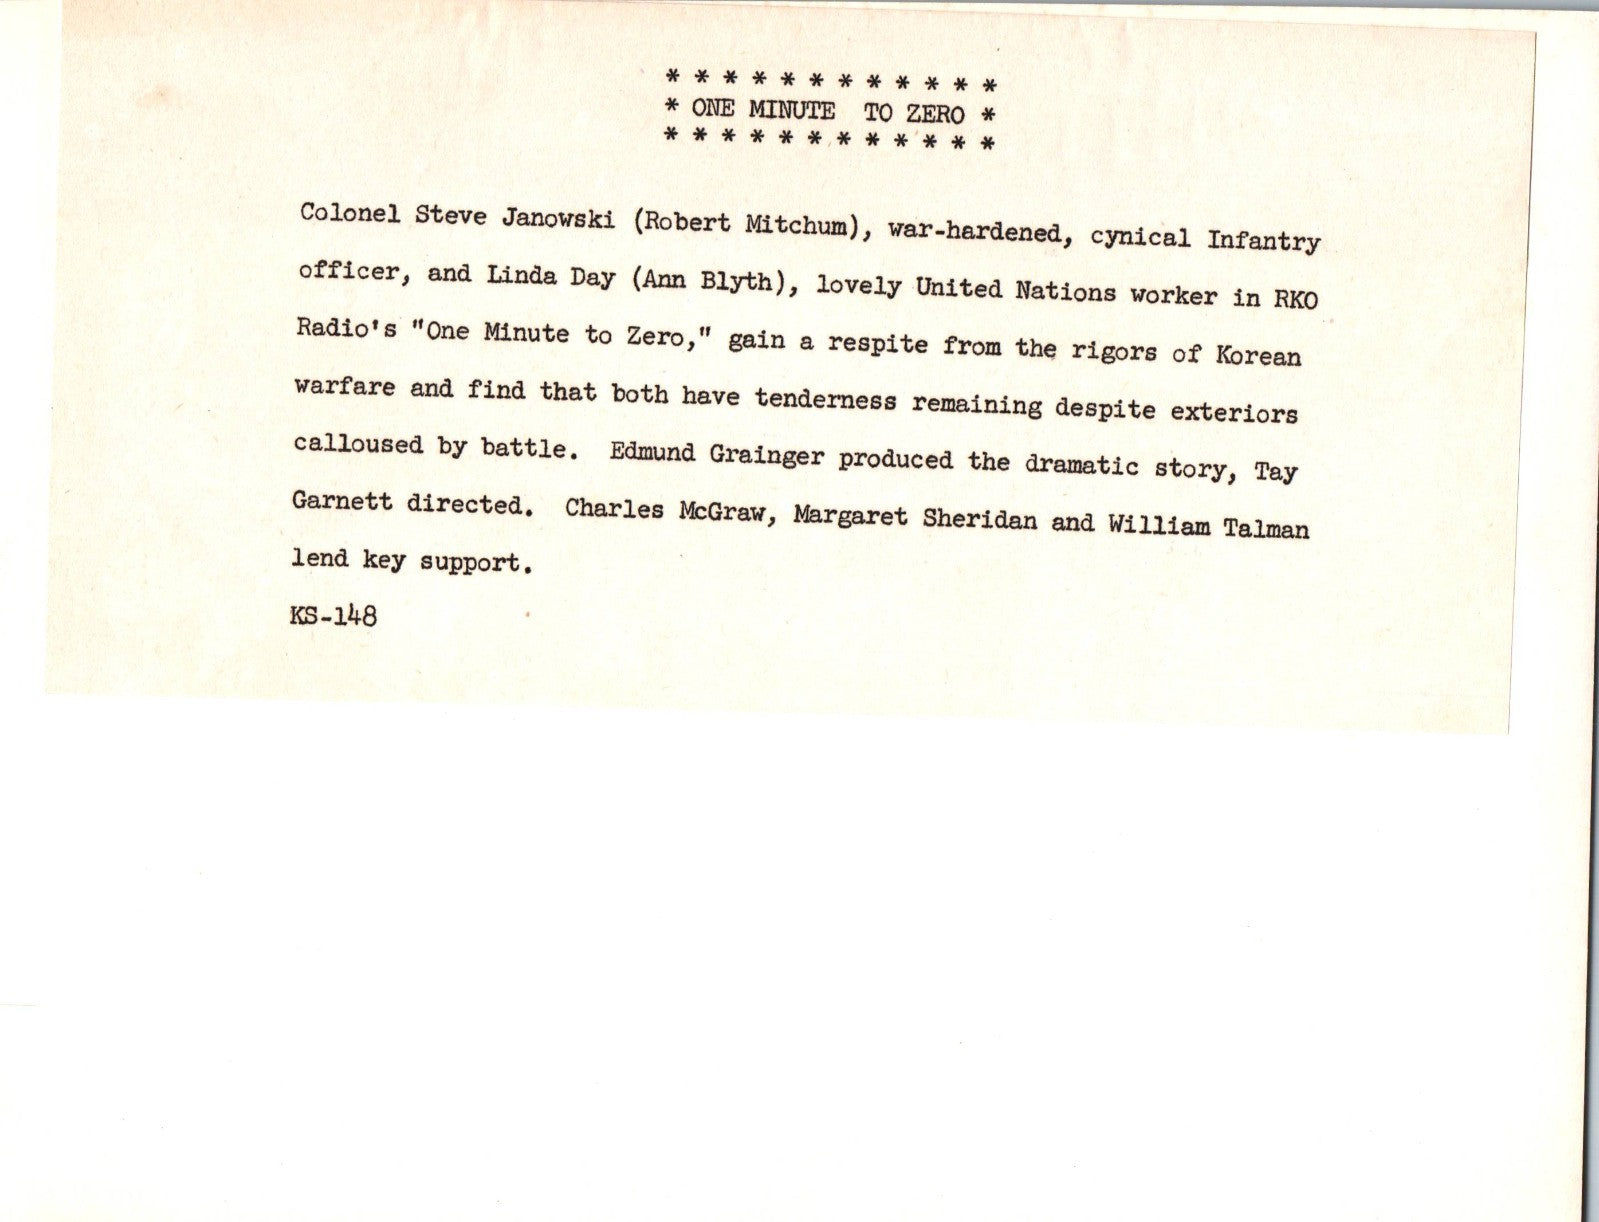 * * * * * * * * * * * *
* ONE MINUTE  TO ZERO *
* * * * * * * * * * * *
Colonel Steve Janowski (Robert Mitchum), war-hardened, cynical Infantry
officer, and Linda Day (Ann Blyth), lovely United Nations worker in RKO
Radio's "One Minute to Zero," gain a respite from the rigors of Korean
warfare and find that both have tenderness remaining despite exteriors
calloused by battle.  Edmund Grainger produced the dramatic story, Tay
Garnett directed.  Charles McGraw, Margaret Sheridan and William Talman
lend key support.
KS-148